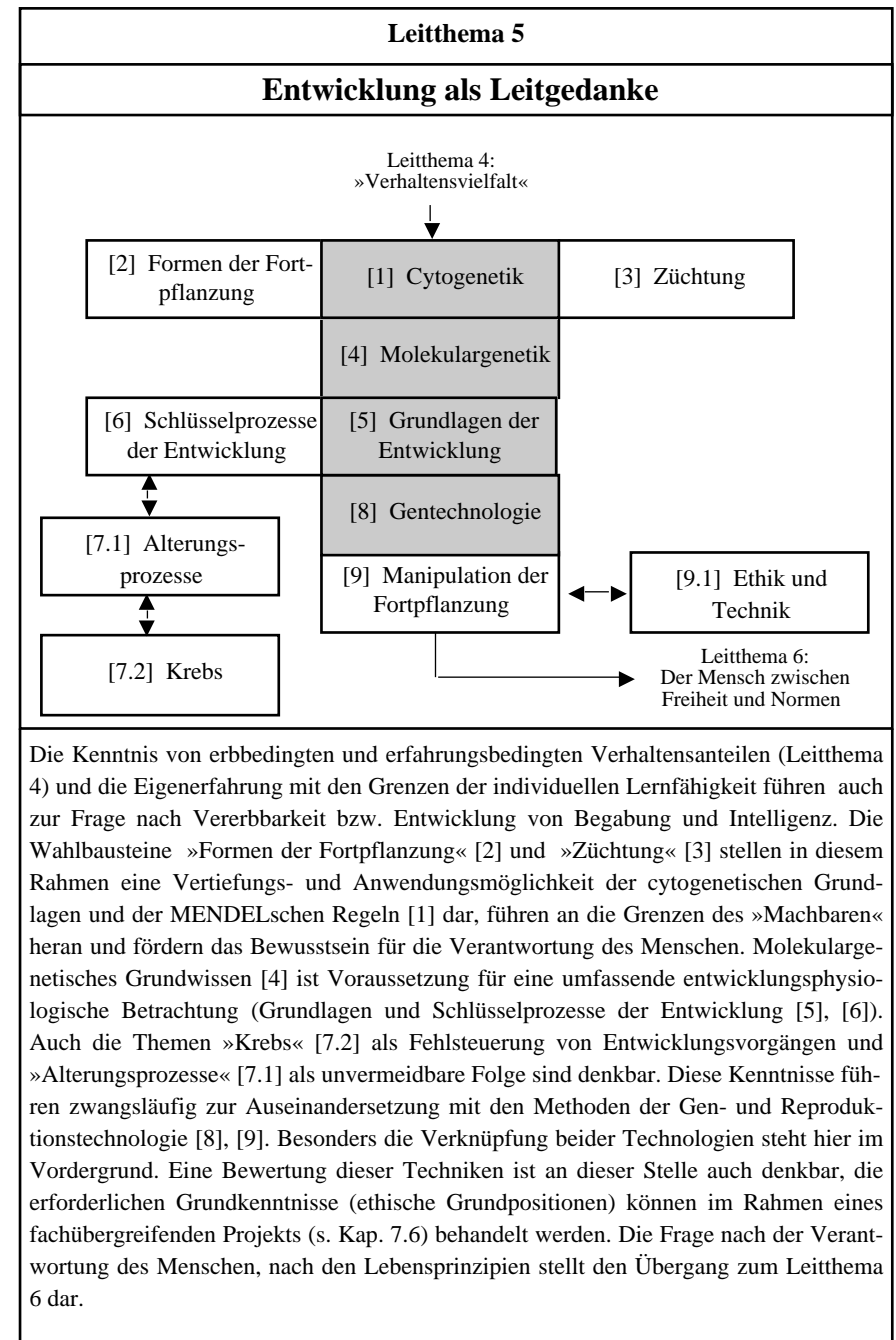 Leitthema 5
Entwicklung als Leitgedanke
Leitthema 4:
»Verhaltensvielfalt«
[2] Formen der Fort-
pflanzung
[1] Cytogenetik
[3] Züchtung
[4] Molekulargenetik
[6] Schlüsselprozesse
der Entwicklung
[5] Grundlagen der
Entwicklung
[8] Gentechnologie
[7.1] Alterungs-
prozesse
[9] Manipulation der
Fortpflanzung
[9.1] Ethik und
Technik
[7.2] Krebs
Leitthema 6:
Der Mensch zwischen
Freiheit und Normen
Die Kenntnis von erbbedingten und erfahrungsbedingten Verhaltensanteilen (Leitthema
4) und die Eigenerfahrung mit den Grenzen der individuellen Lernfähigkeit führen auch
zur Frage nach Vererbbarkeit bzw. Entwicklung von Begabung und Intelligenz. Die
Wahlbausteine »Formen der Fortpflanzung« [2] und »Züchtung« [3] stellen in diesem
Rahmen eine Vertiefungs- und Anwendungsmöglichkeit der cytogenetischen Grund-
lagen und der MENDELschen Regeln [1] dar, führen an die Grenzen des »Machbaren«
heran und fördern das Bewusstsein für die Verantwortung des Menschen. Molekularge-
netisches Grundwissen [4] ist Voraussetzung für eine umfassende entwicklungsphysio-
logische Betrachtung (Grundlagen und Schlüsselprozesse der Entwicklung [5], [6]).
Auch die Themen »Krebs« [7.2] als Fehlsteuerung von Entwicklungsvorgängen und
»Alterungsprozesse« [7.1] als unvermeidbare Folge sind denkbar. Diese Kenntnisse füh-
ren zwangsläufig zur Auseinandersetzung mit den Methoden der Gen- und Reproduk-
tionstechnologie [8], [9]. Besonders die Verknüpfung beider Technologien steht hier im
Vordergrund. Eine Bewertung dieser Techniken ist an dieser Stelle auch denkbar, die
erforderlichen Grundkenntnisse (ethische Grundpositionen) können im Rahmen eines
fachübergreifenden Projekts (s. Kap. 7.6) behandelt werden. Die Frage nach der Verant-
wortung des Menschen, nach den Lebensprinzipien stellt den Übergang zum Leitthema
6 dar.